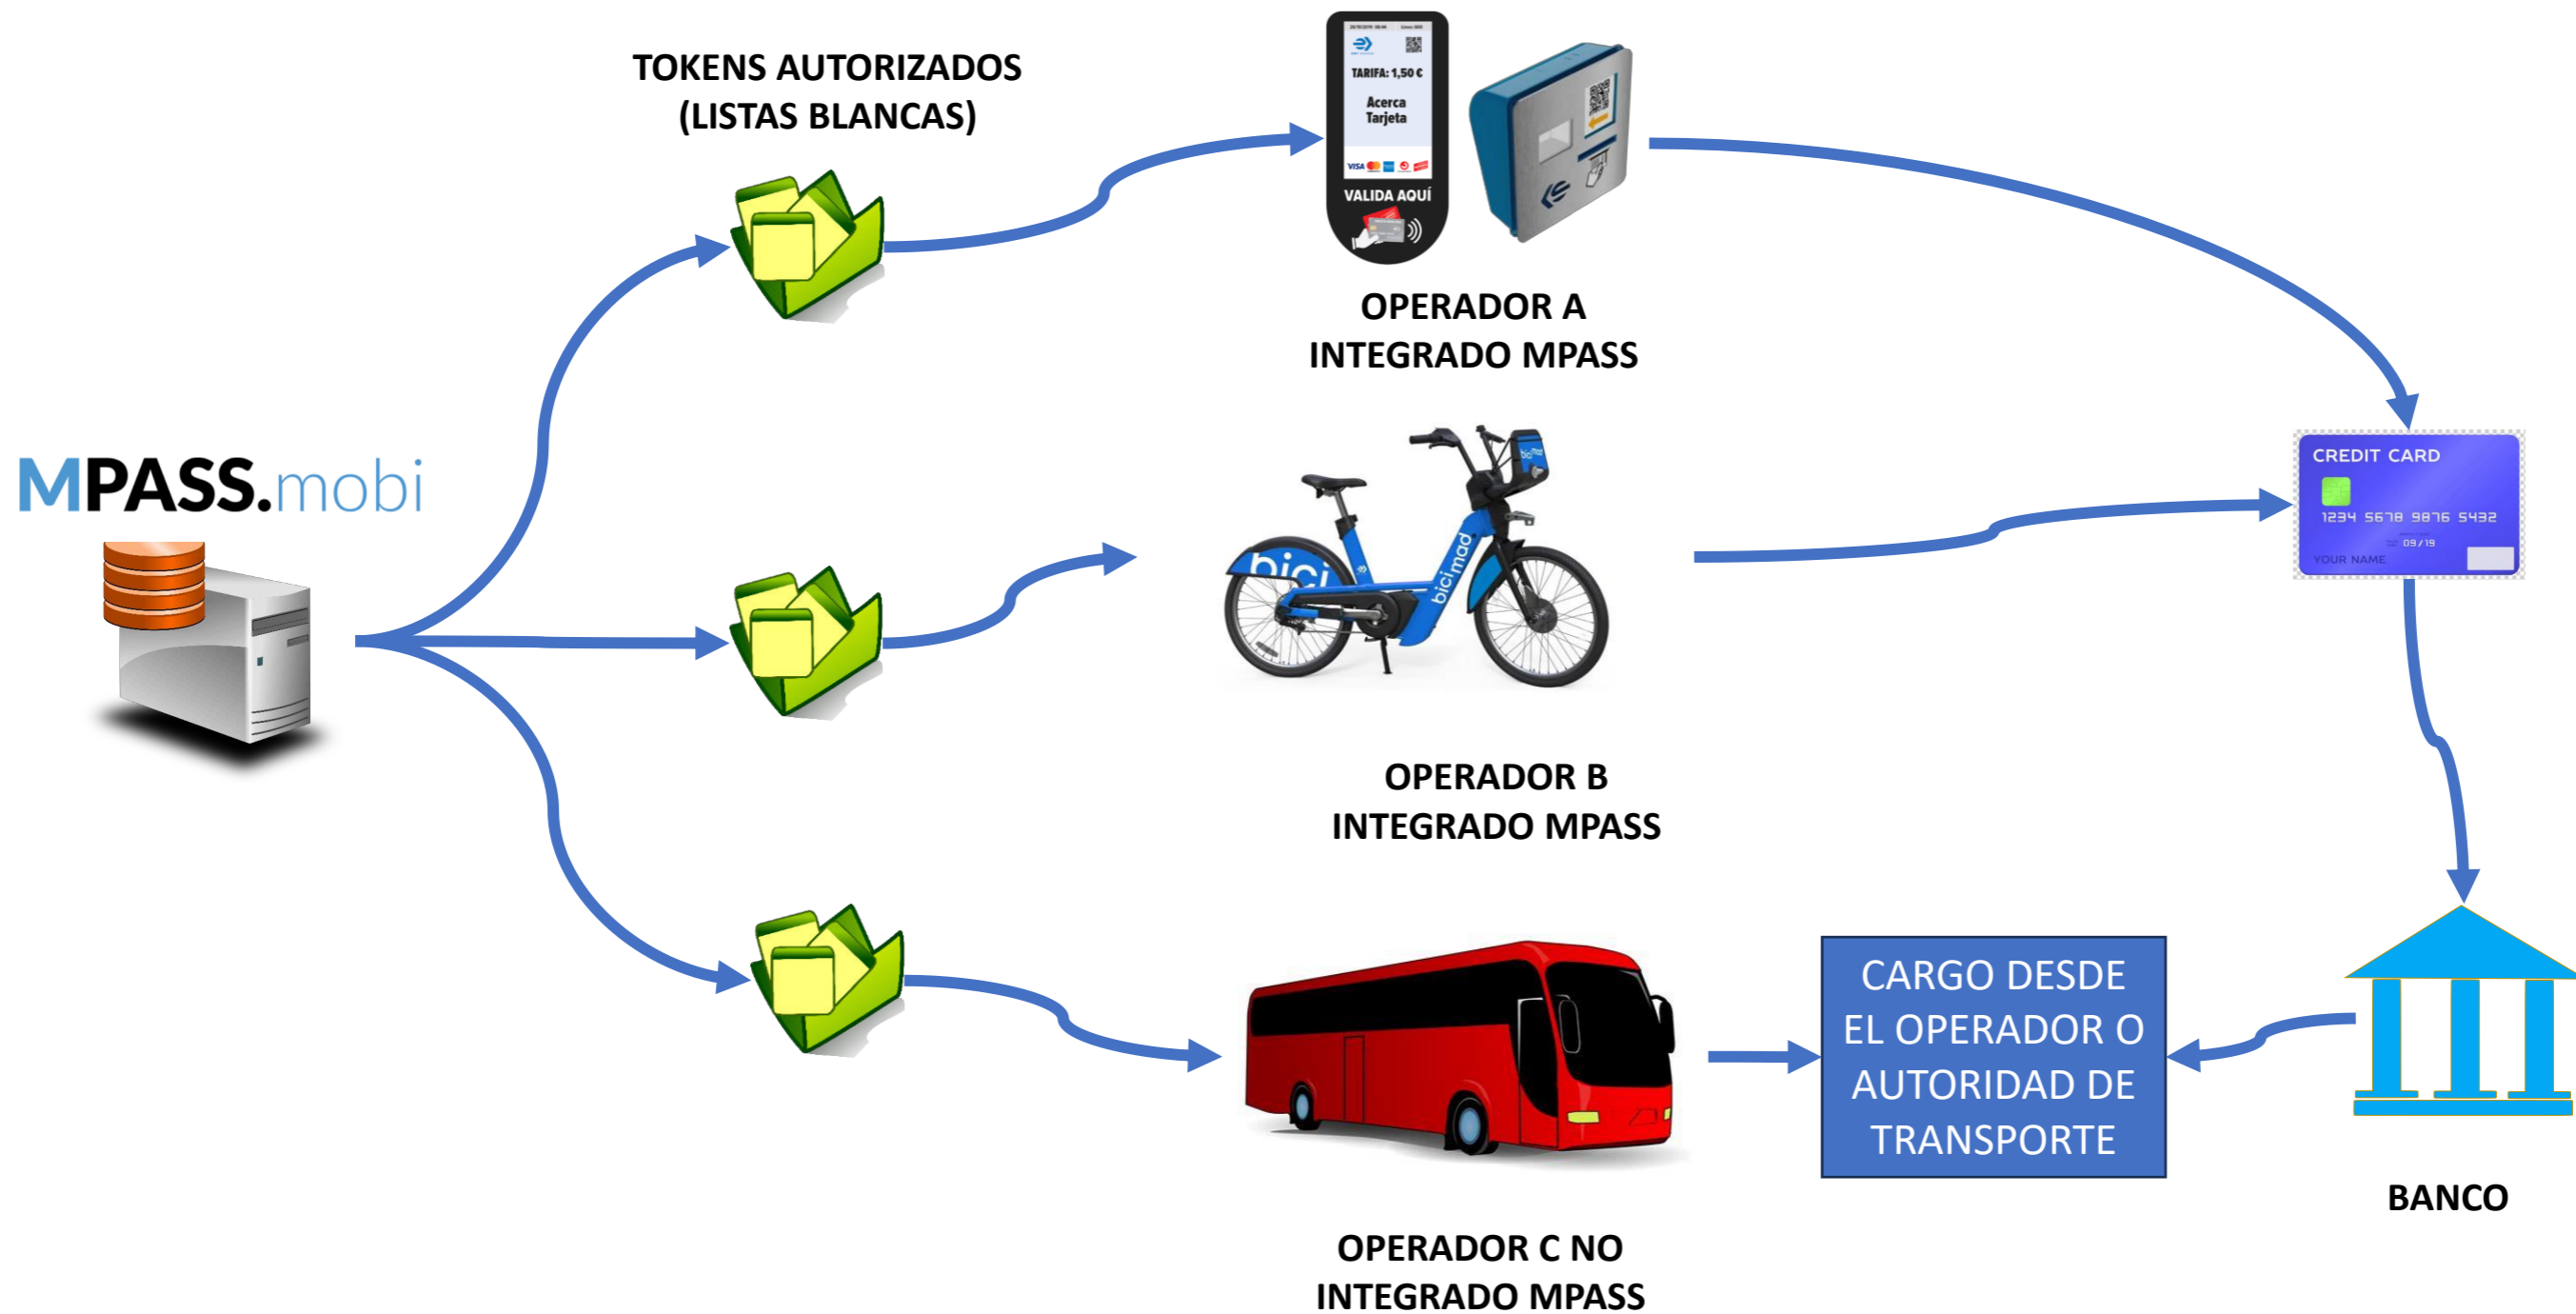 TOKENS AUTORIZADOS
(LISTAS BLANCAS)
TARIFA: 1,50 €
Acerca
Tarjeta
VISA
VALIDA AQUÍ
OPERADOR A
INTEGRADO MPASS
MPASS.mobi
bici
bicimad
bicimad
OPERADOR B
INTEGRADO MPASS
CREDIT CARD
1234 5678 9876 5432
09/19
YOUR NAME
OPERADOR C NO
INTEGRADO MPASS
CARGO DESDE
EL OPERADOR O
AUTORIDAD DE
TRANSPORTE
BANCO